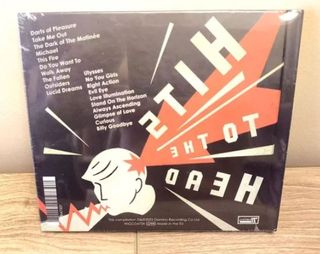 Darts of Pleasure
Take Me Out
The Dark of The Matinée
Michael
This Fire
Do You Want To
Walk Away
The Fallen
Outsiders
Lucid Dreams
Ulysses
No You Girls
Right Action
Evil Eye
Love Illumination
Stand On The Horizon
Always Ascending
Glimpse of Love
Curious
Billy Goodbye
HITS
TO THE
HEAD